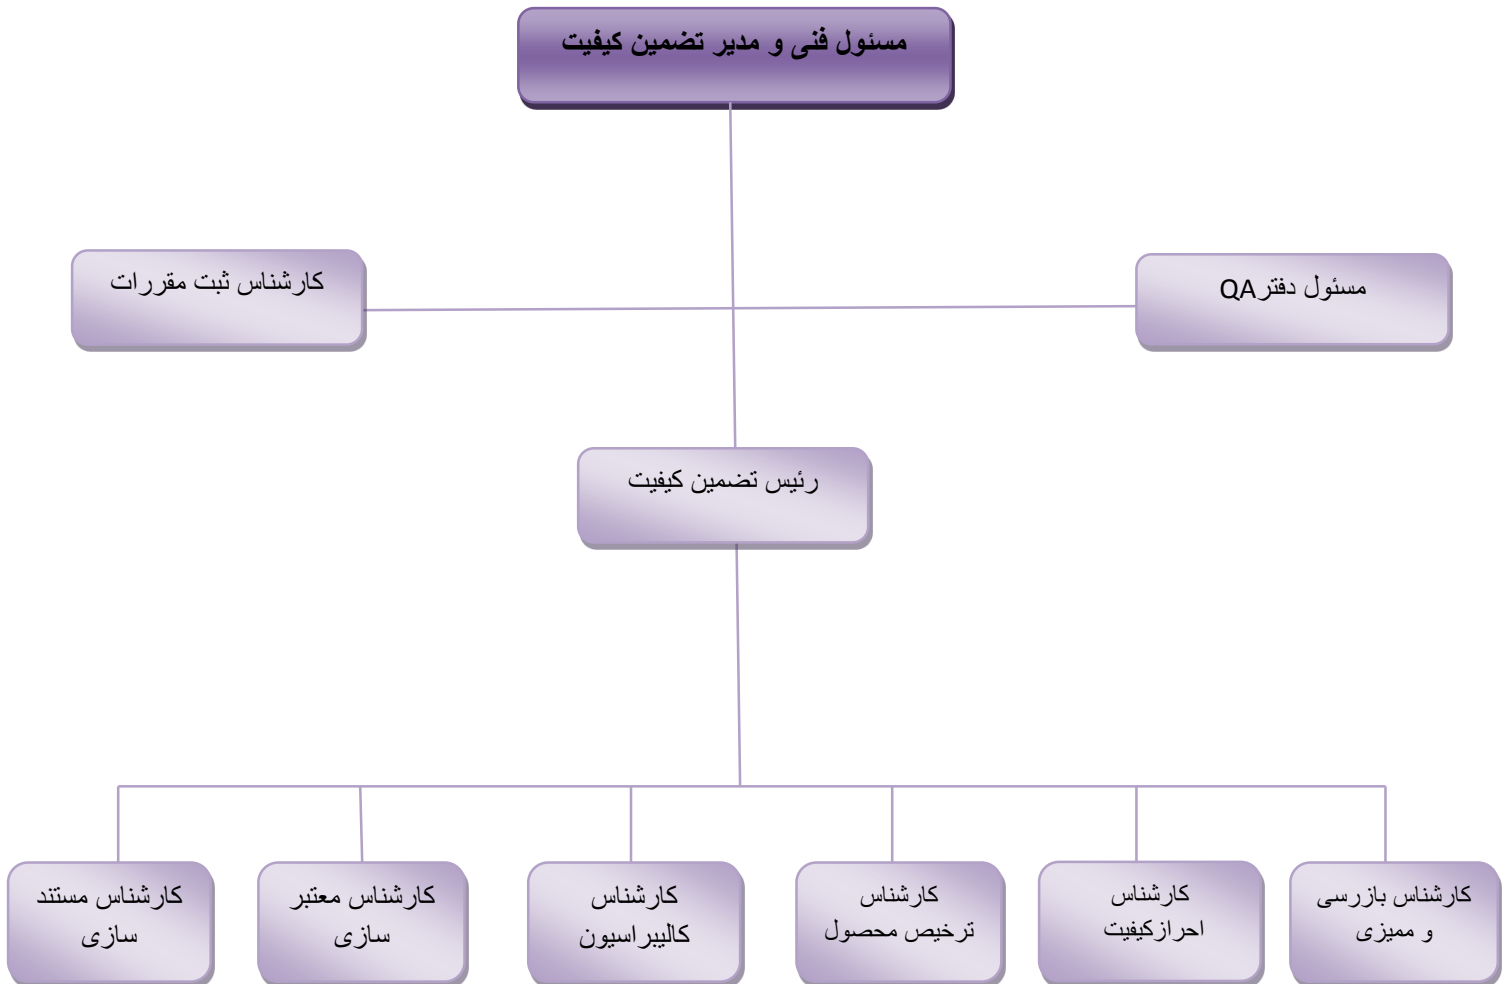 مسئول فنی و مدیر تضمین کیفیت
مسئول دفترQA
کارشناس ثبت مقررات
رئیس تضمین کیفیت
کارشناس بازرسی
و ممیزی
کارشناس
احرازکیفیت
کارشناس
ترخیص محصول
کارشناس
کالیبراسیون
کارشناس معتبر
سازی
کارشناس مستند
سازی